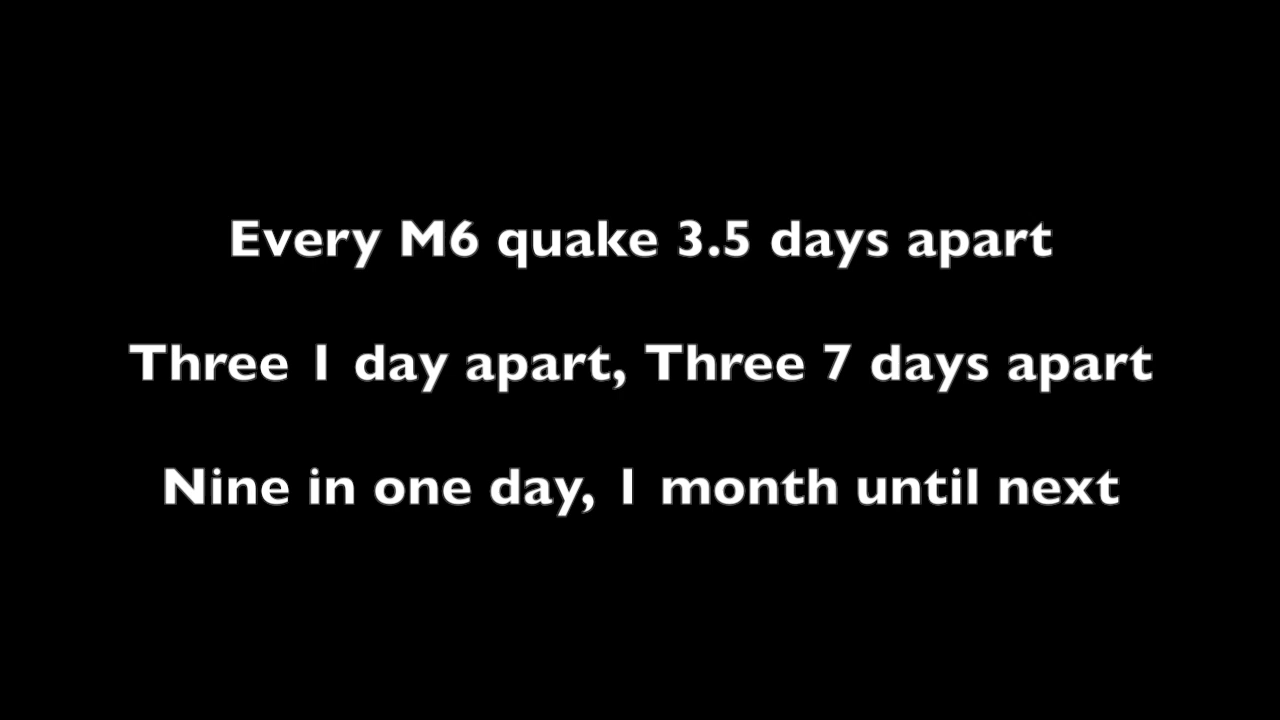 Every M6 quake 3.5 days apart
Three 1 day apart, Three 7 days apart
Nine in one day, 1 month until next